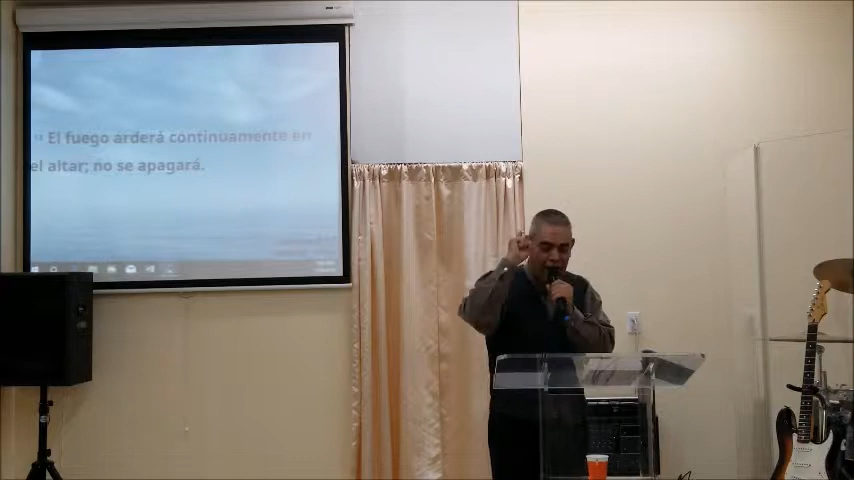 " El fuego arderá continuamente en
el altar; no se apagará.